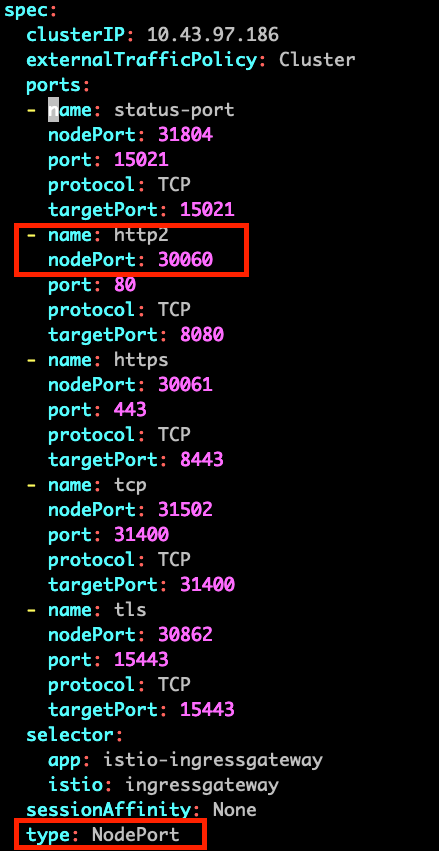 spec:
clusterIP: 10.43.97.186
externalTrafficPolicy: Cluster
ports:
- name: status-port
nodePort: 31804
port: 15021
protocol: TCP
targetPort: 15021
- name: http2
nodePort: 30060
port: 80
protocol: TCP
targetPort: 8080
- name: https
nodePort: 30061
port: 443
protocol: TCP
targetPort: 8443
- name: tcp
nodePort: 31502
port: 31400
protocol: TCP
targetPort: 31400
- name: tls
nodePort: 30862
port: 15443
protocol: TCP
targetPort: 15443
selector:
app: istio-ingressgateway
istio: ingressgateway
sessionAffinity: None
type: NodePort